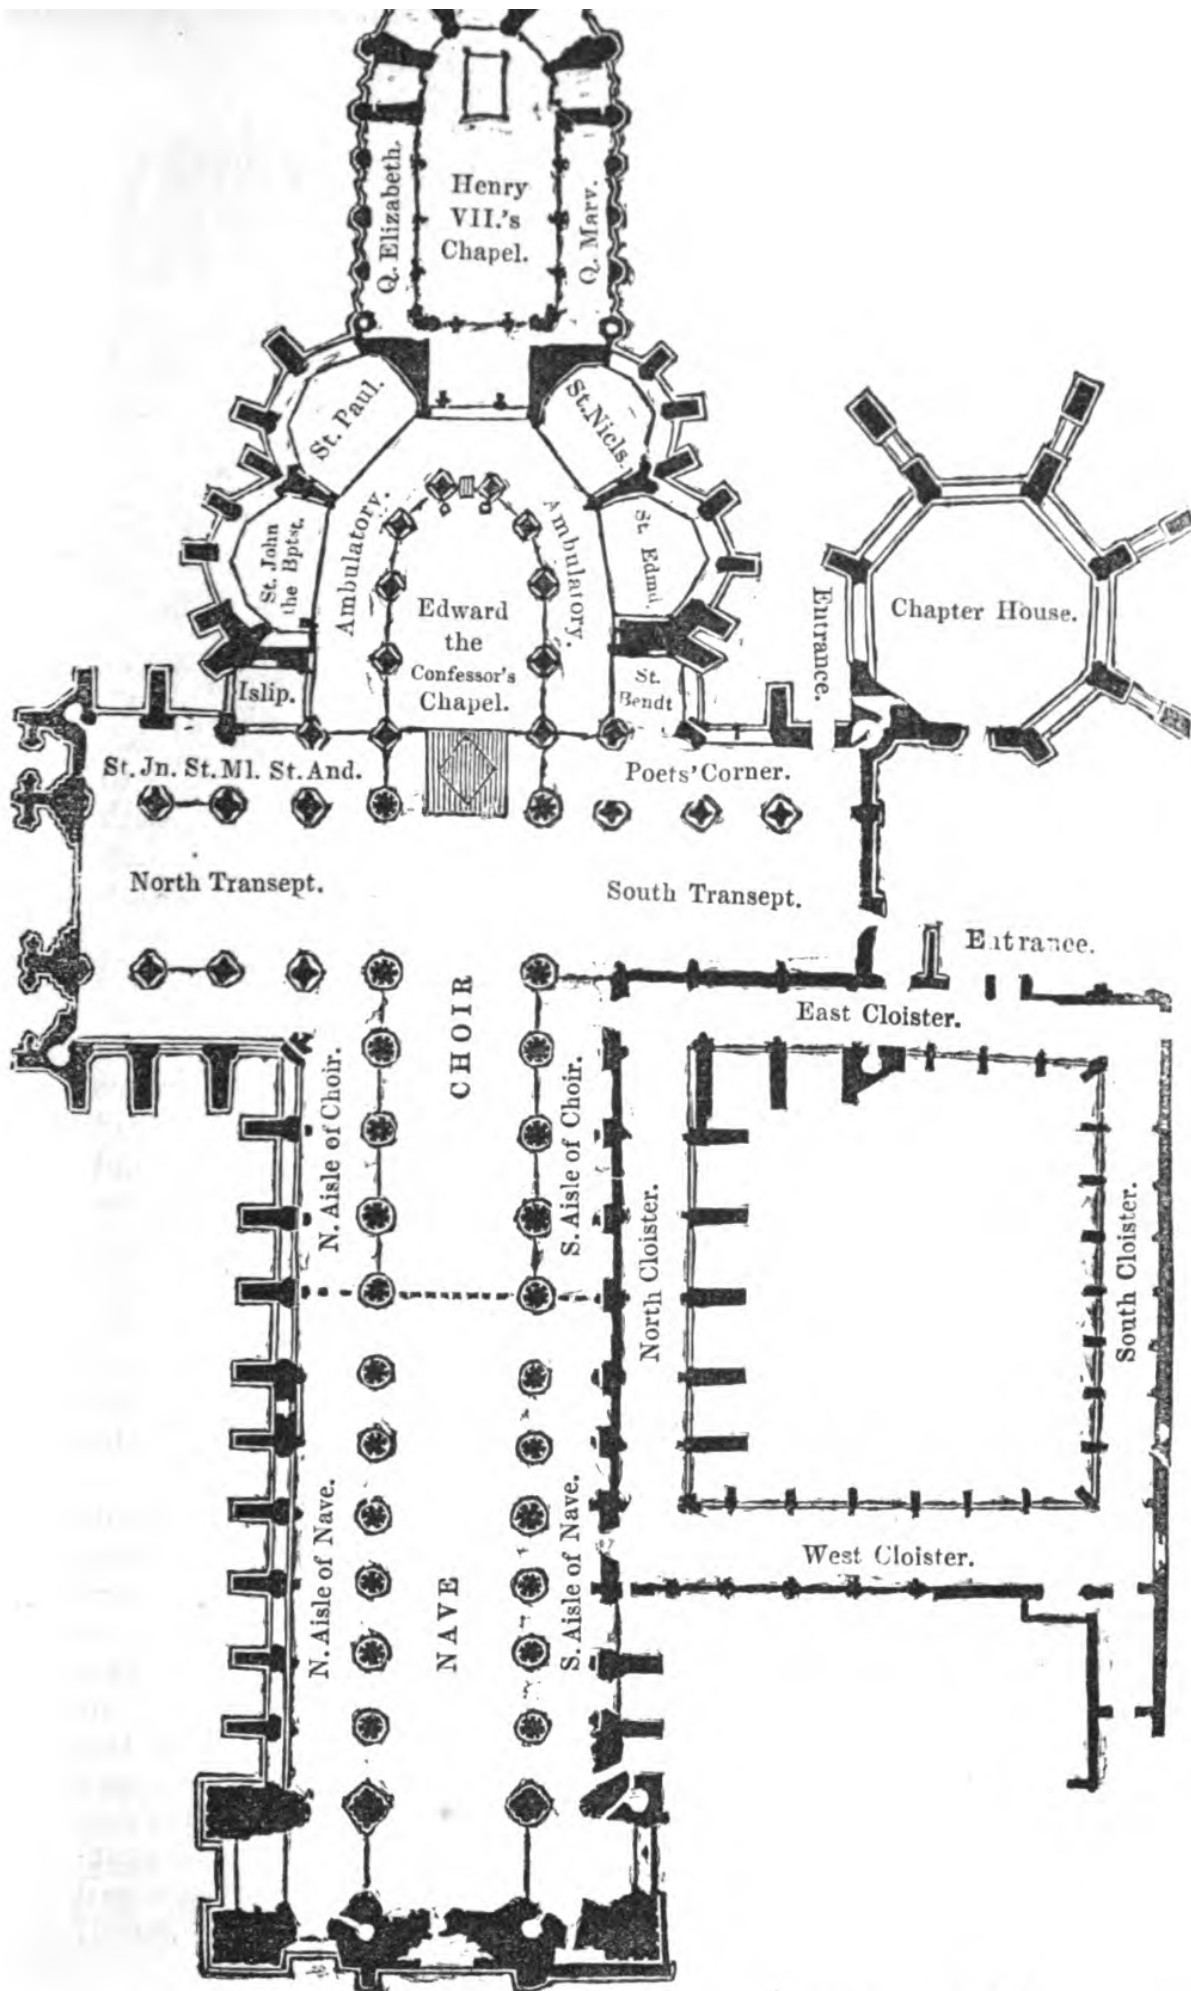 Q. Elizabeth.
Henry
VII.'s
Chapel.
Q. Mary.
St. Paul.
St. Nicls.
Ambulatory.
Ambulatory.
St. John
the Bptst.
St. Edmd.
Edward
the
Confessor's
Chapel.
Entrance.
Chapter House.
Islip.
St.
Bendt
St. Jn. St. Ml. St. And.
Poets' Corner.
North Transept.
South Transept.
Entrance.
East Cloister.
CHOIR
N. Aisle of Choir.
S. Aisle of Choir.
North Cloister.
South Cloister.
West Cloister.
N. Aisle of Nave.
NAVE
S. Aisle of Nave.